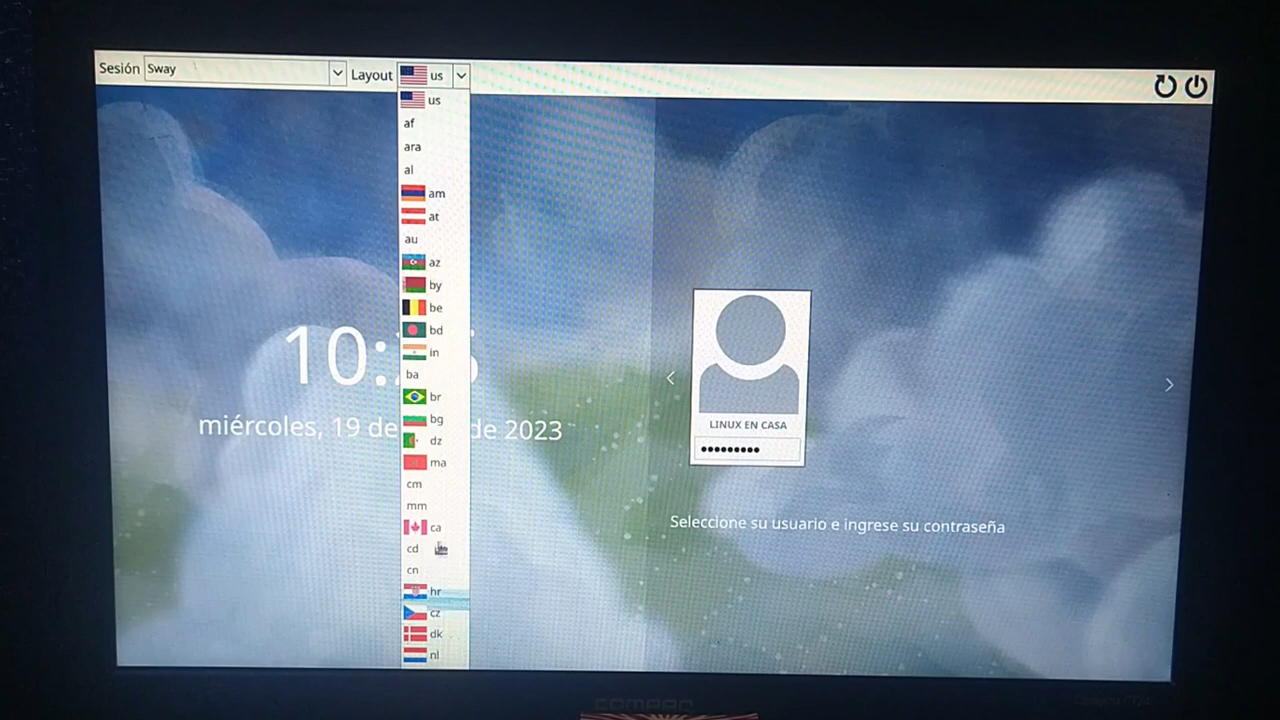 Sesión Sway Layout us
us
af
ara
al
am
at
au
az
by
be
bd
in
ba
br
bg
dz
ma
cm
mm
ca
cd
cn
hr
cz
dk
nl
miércoles, 19 de de 2023
LINUX EN CASA
Seleccione su usuario e ingrese su contraseña
COMPAQ